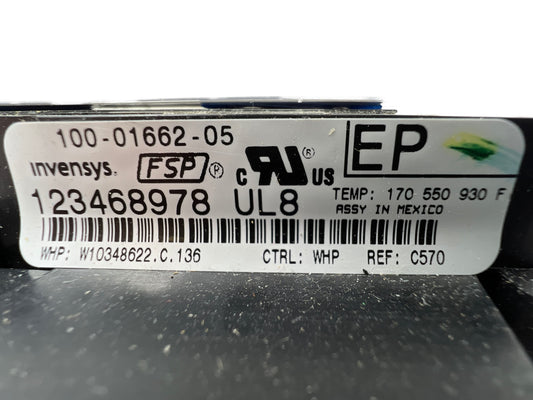 100-01662-05
invensys® FSP Ⓟ c RU® US EP
123468978 UL8 TEMP: 170 550 930 F
ASSY IN MEXICO
WHP: W10348622.C.136 CTRL: WHP REF: C570